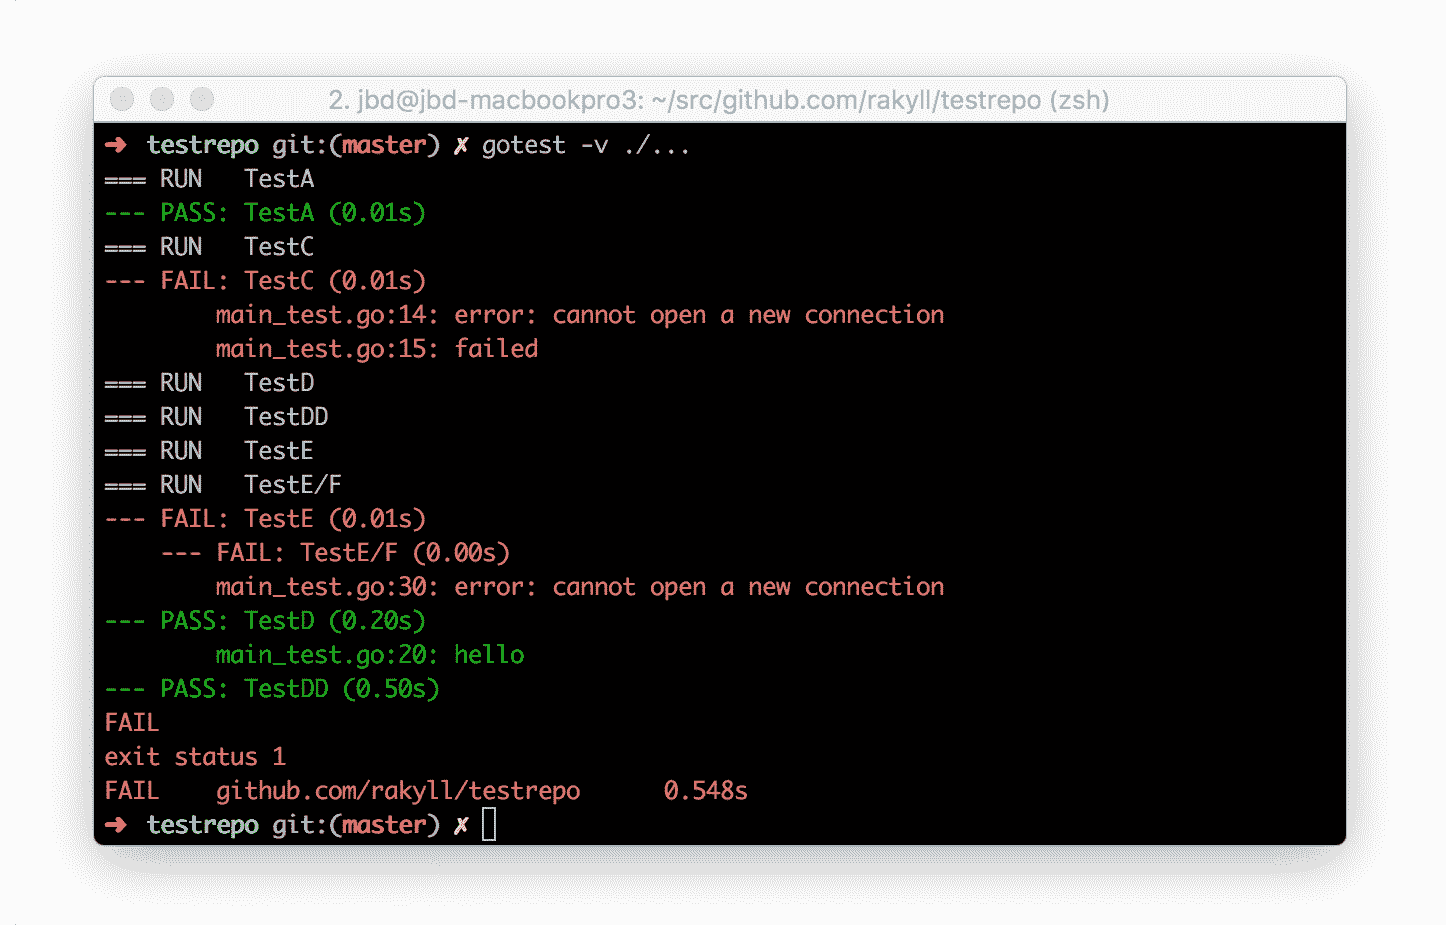 2. jbd@jbd-macbookpro3: ~/src/github.com/rakyll/testrepo (zsh)
➜ testrepo git:(master) ✗ gotest -v ./...
=== RUN   TestA
--- PASS: TestA (0.01s)
=== RUN   TestC
--- FAIL: TestC (0.01s)
        main_test.go:14: error: cannot open a new connection
        main_test.go:15: failed
=== RUN   TestD
=== RUN   TestDD
=== RUN   TestE
=== RUN   TestE/F
--- FAIL: TestE (0.01s)
    --- FAIL: TestE/F (0.00s)
        main_test.go:30: error: cannot open a new connection
--- PASS: TestD (0.20s)
        main_test.go:20: hello
--- PASS: TestDD (0.50s)
FAIL
exit status 1
FAIL    github.com/rakyll/testrepo      0.548s
➜ testrepo git:(master) ✗